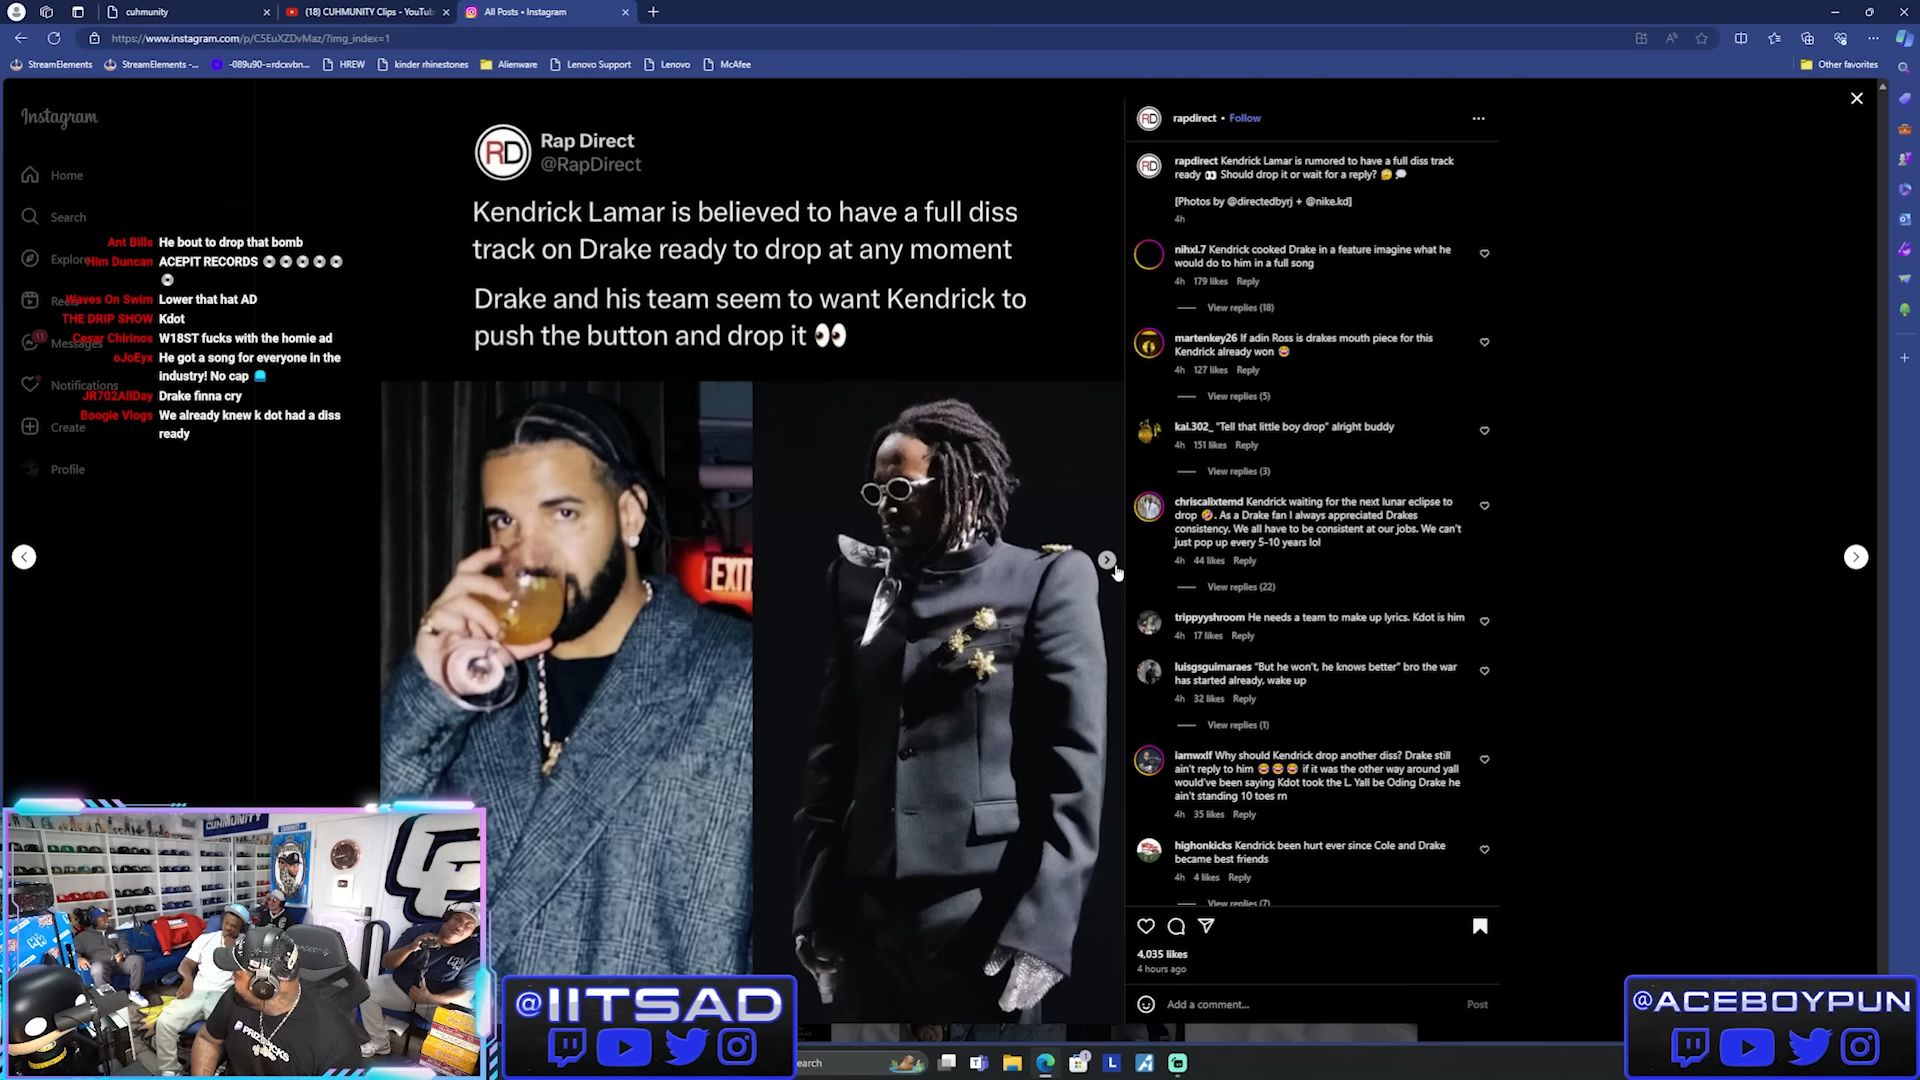 cuhmunity
(18) CUHMUNITY Clips - YouTub
All Posts • Instagram
https://www.instagram.com/p/C5EuXZDvMaz/?img_index=1
StreamElements
StreamElements -...
-089u90-=rdcxvbn...
HREW
kinder rhinestones
Alienware
Lenovo Support
Lenovo
McAfee
Other favorites
Instagram
Home
Search
Explore
Reels
Messages
11
Notifications
Create
Profile
Ant Bills He bout to drop that bomb
Him Duncan ACEPIT RECORDS
Waves On Swim Lower that hat AD
THE DRIP SHOW Kdot
Cesar Chirinos W18ST fucks with the homie ad
oJoEyx He got a song for everyone in the
industry! No cap
JR702AllDay Drake finna cry
Boogie Vlogs We already knew k dot had a diss
ready
RD
Rap Direct
@RapDirect
Kendrick Lamar is believed to have a full diss
track on Drake ready to drop at any moment
Drake and his team seem to want Kendrick to
push the button and drop it 👀
EXIT
rapdirect • Follow
rapdirect Kendrick Lamar is rumored to have a full diss track
ready 👀 Should drop it or wait for a reply? 🤔💭
[Photos by @directedbyrj + @nike.kd]
4h
nihxl.7 Kendrick cooked Drake in a feature imagine what he
would do to him in a full song
4h 179 likes Reply
View replies (18)
martenkey26 If adin Ross is drakes mouth piece for this
Kendrick already won 😂
4h 127 likes Reply
View replies (5)
kai.302_ "Tell that little boy drop" alright buddy
4h 151 likes Reply
View replies (3)
chriscalixtemd Kendrick waiting for the next lunar eclipse to
drop 🤣. As a Drake fan I always appreciated Drakes
consistency. We all have to be consistent at our jobs. We can't
just pop up every 5-10 years lol
4h 44 likes Reply
View replies (22)
trippyyshroom He needs a team to make up lyrics. Kdot is him
4h 17 likes Reply
luisgsguimaraes "But he won't, he knows better" bro the war
has started already, wake up
4h 32 likes Reply
View replies (1)
iamwxlf Why should Kendrick drop another diss? Drake still
ain't reply to him 😂😂😂 if it was the other way around yall
would've been saying Kdot took the L. Yall be Oding Drake he
ain't standing 10 toes rn
4h 35 likes Reply
highonkicks Kendrick been hurt ever since Cole and Drake
became best friends
4h 4 likes Reply
View replies (7)
4,035 likes
4 hours ago
Add a comment...
Post
CUHMUNITY
@IITSAD
@ACEBOYPUN
earch